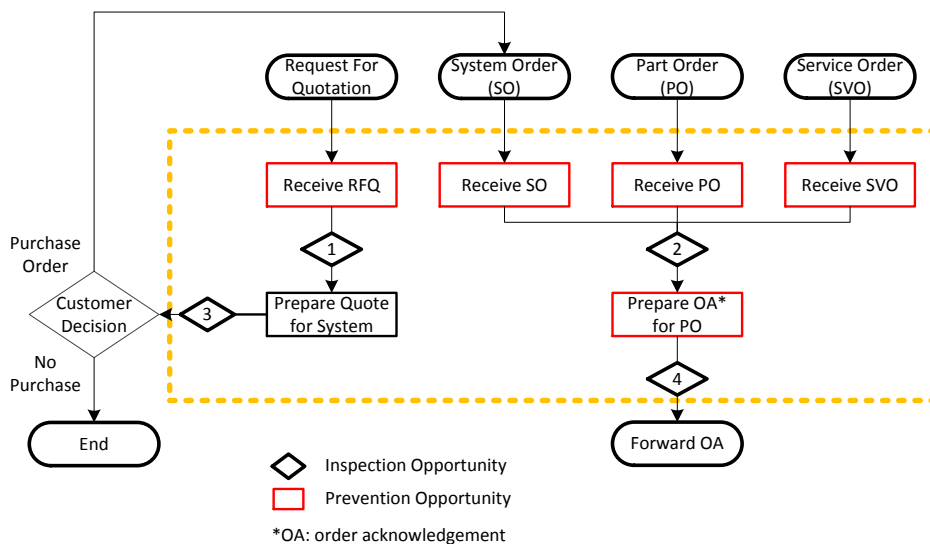 Request For
Quotation
System Order
(SO)
Part Order
(PO)
Service Order
(SVO)
Receive RFQ
Receive SO
Receive PO
Receive SVO
Purchase
Order
1
2
Customer
Decision
3
Prepare Quote
for System
Prepare OA*
for PO
No
Purchase
4
End
Forward OA
Inspection Opportunity
Prevention Opportunity
*OA: order acknowledgement